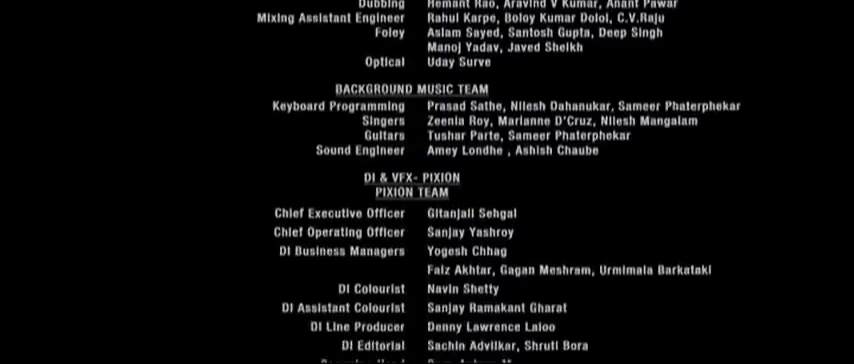 Dubbing Hemant Rao, Aravind V Kumar, Anant Pawar
Mixing Assistant Engineer Rahul Karpe, Boloy Kumar Doloi, C.V.Raju
Foley Aslam Sayed, Santosh Gupta, Deep Singh
Manoj Yadav, Javed Sheikh
Optical Uday Surve
BACKGROUND MUSIC TEAM
Keyboard Programming Prasad Sathe, Nilesh Dahanukar, Sameer Phaterphekar
Singers Zeenia Roy, Marianne D'Cruz, Nilesh Mangalam
Guitars Tushar Parte, Sameer Phaterphekar
Sound Engineer Amey Londhe , Ashish Chaube
DI & VFX- PIXION
PIXION TEAM
Chief Executive Officer Gitanjali Sehgal
Chief Operating Officer Sanjay Yashroy
DI Business Managers Yogesh Chhag
Faiz Akhtar, Gagan Meshram, Urmimala Barkataki
DI Colourist Navin Shetty
DI Assistant Colourist Sanjay Ramakant Gharat
DI Line Producer Denny Lawrence Laloo
DI Editorial Sachin Advilkar, Shruti Bora